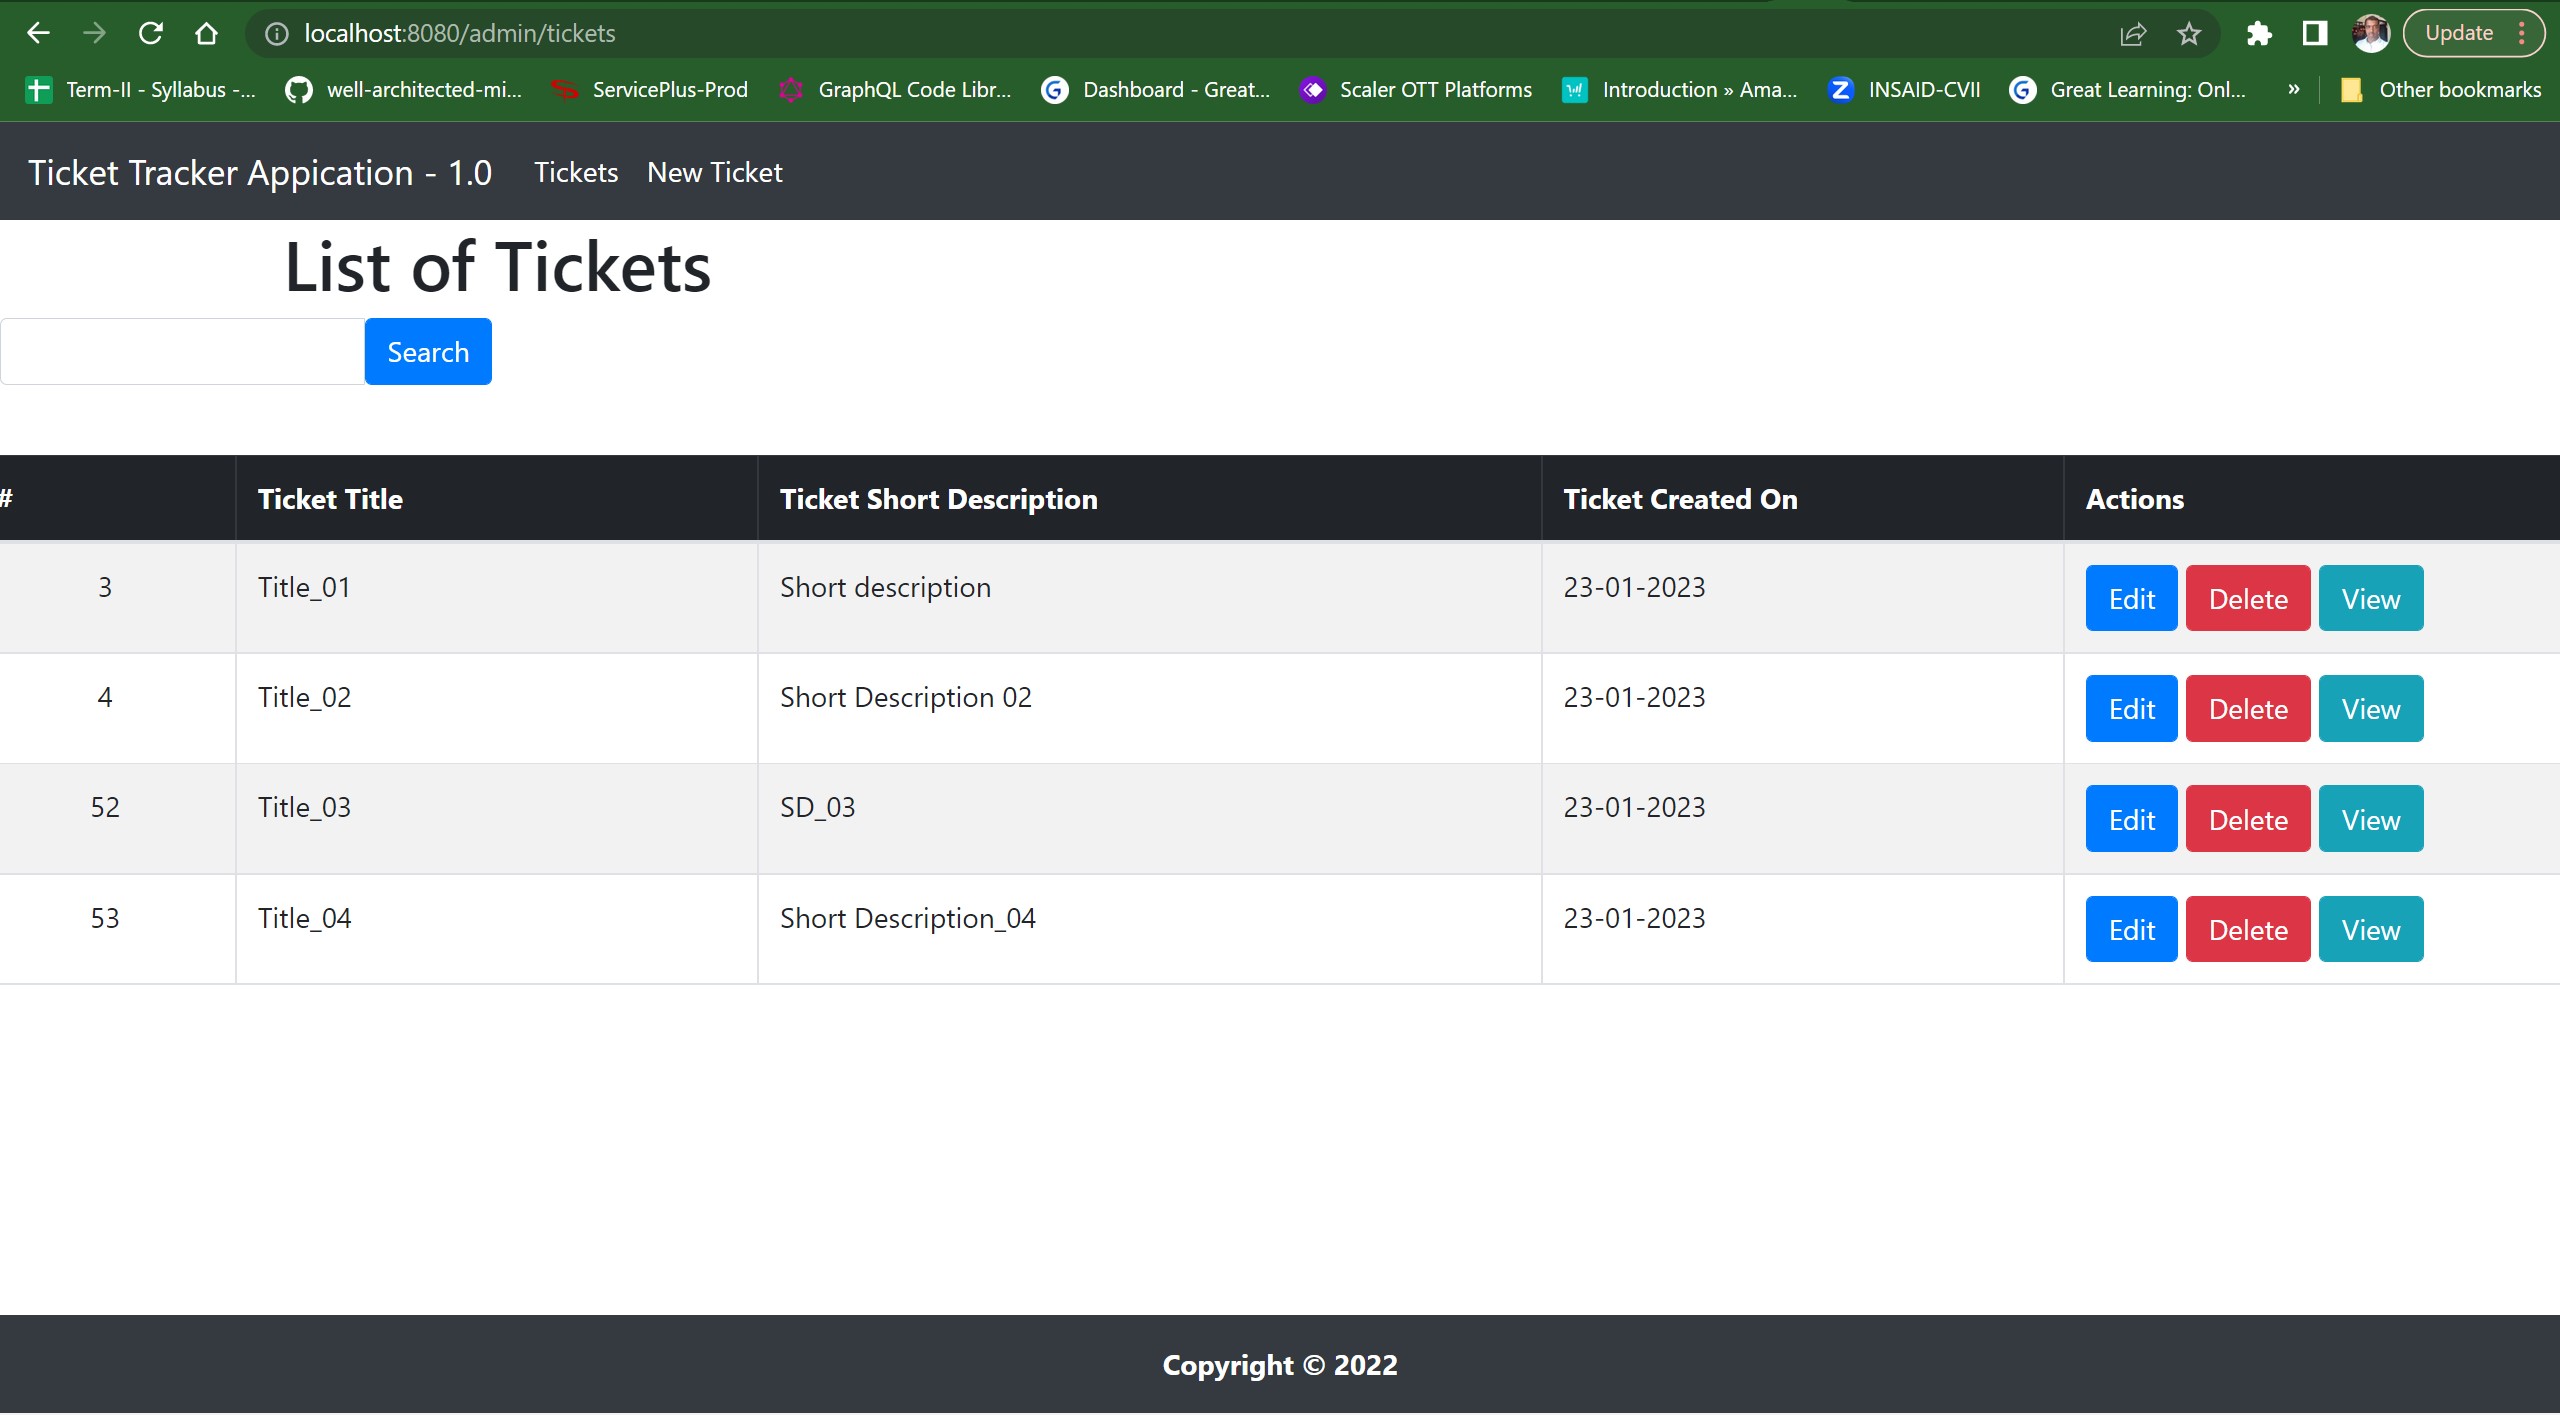 localhost:8080/admin/tickets Update
Term-II - Syllabus -... well-architected-mi... ServicePlus-Prod GraphQL Code Libr... Dashboard - Great... Scaler OTT Platforms Introduction » Ama... INSAID-CVII Great Learning: Onl... » Other bookmarks
Ticket Tracker Appication - 1.0 Tickets New Ticket
List of Tickets
Search
# Ticket Title Ticket Short Description Ticket Created On Actions
3 Title_01 Short description 23-01-2023 Edit Delete View
4 Title_02 Short Description 02 23-01-2023 Edit Delete View
52 Title_03 SD_03 23-01-2023 Edit Delete View
53 Title_04 Short Description_04 23-01-2023 Edit Delete View
Copyright © 2022